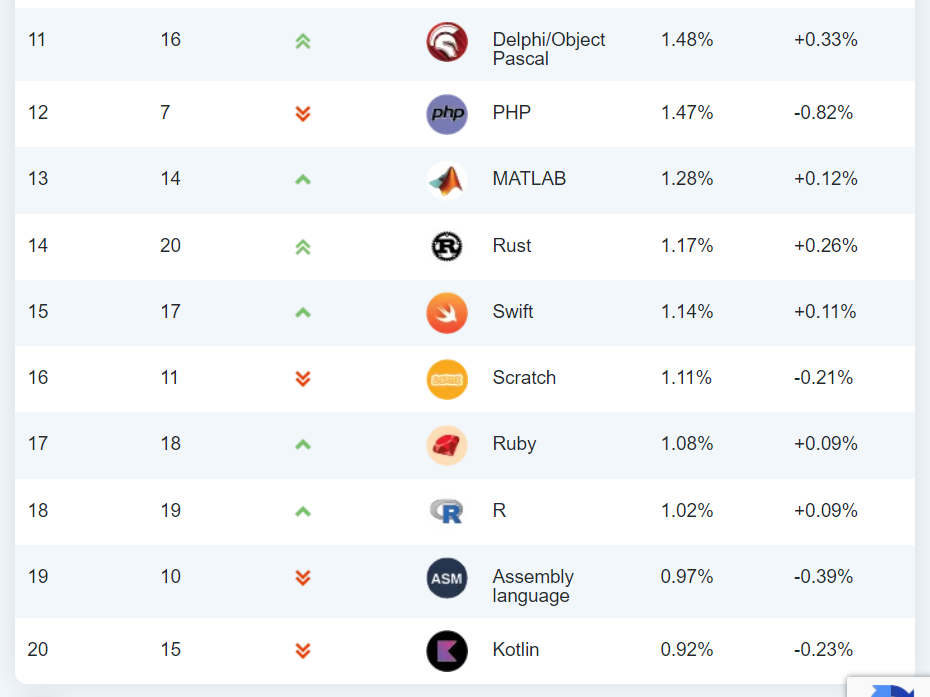 11 16 Delphi/Object 1.48% +0.33%
Pascal
12 7 php PHP 1.47% -0.82%
13 14 MATLAB 1.28% +0.12%
14 20 R Rust 1.17% +0.26%
15 17 Swift 1.14% +0.11%
16 11 Scratch 1.11% -0.21%
17 18 Ruby 1.08% +0.09%
18 19 R R 1.02% +0.09%
19 10 ASM Assembly 0.97% -0.39%
language
20 15 Kotlin 0.92% -0.23%